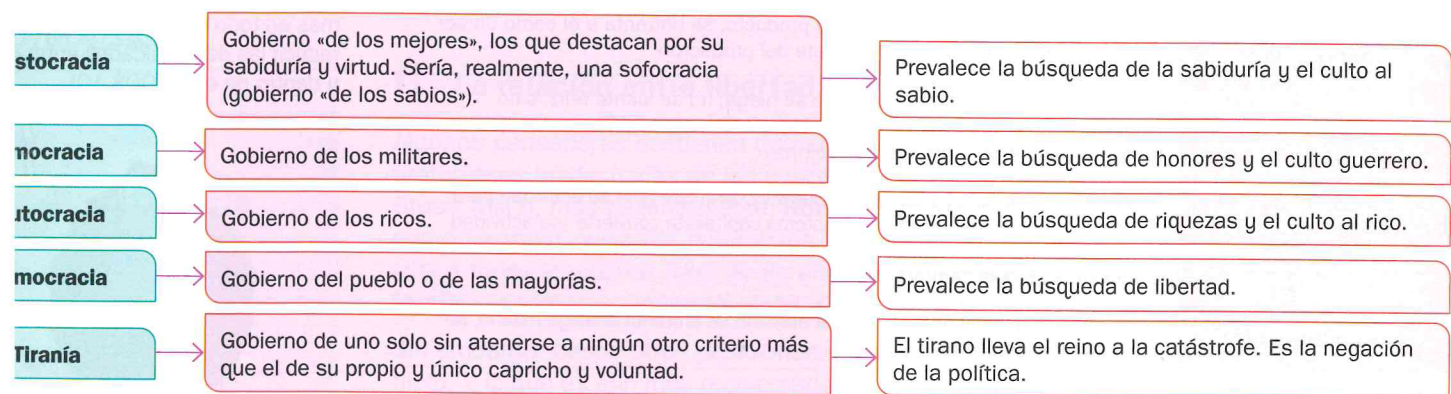 stocracia
Gobierno «de los mejores», los que destacan por su
sabiduría y virtud. Sería, realmente, una sofocracia
(gobierno «de los sabios»).
Prevalece la búsqueda de la sabiduría y el culto al
sabio.
mocracia
Gobierno de los militares.
Prevalece la búsqueda de honores y el culto guerrero.
utocracia
Gobierno de los ricos.
Prevalece la búsqueda de riquezas y el culto al rico.
mocracia
Gobierno del pueblo o de las mayorías.
Prevalece la búsqueda de libertad.
Tiranía
Gobierno de uno solo sin atenerse a ningún otro criterio más
que el de su propio y único capricho y voluntad.
El tirano lleva el reino a la catástrofe. Es la negación
de la política.